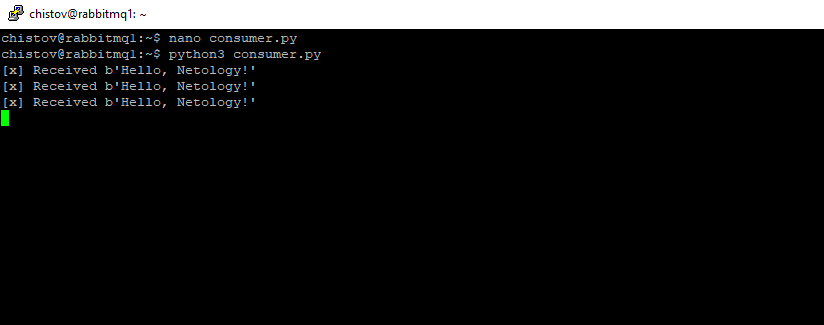 chistov@rabbitmq1: ~
chistov@rabbitmq1:~$ nano consumer.py
chistov@rabbitmq1:~$ python3 consumer.py
[x] Received b'Hello, Netology!'
[x] Received b'Hello, Netology!'
[x] Received b'Hello, Netology!'